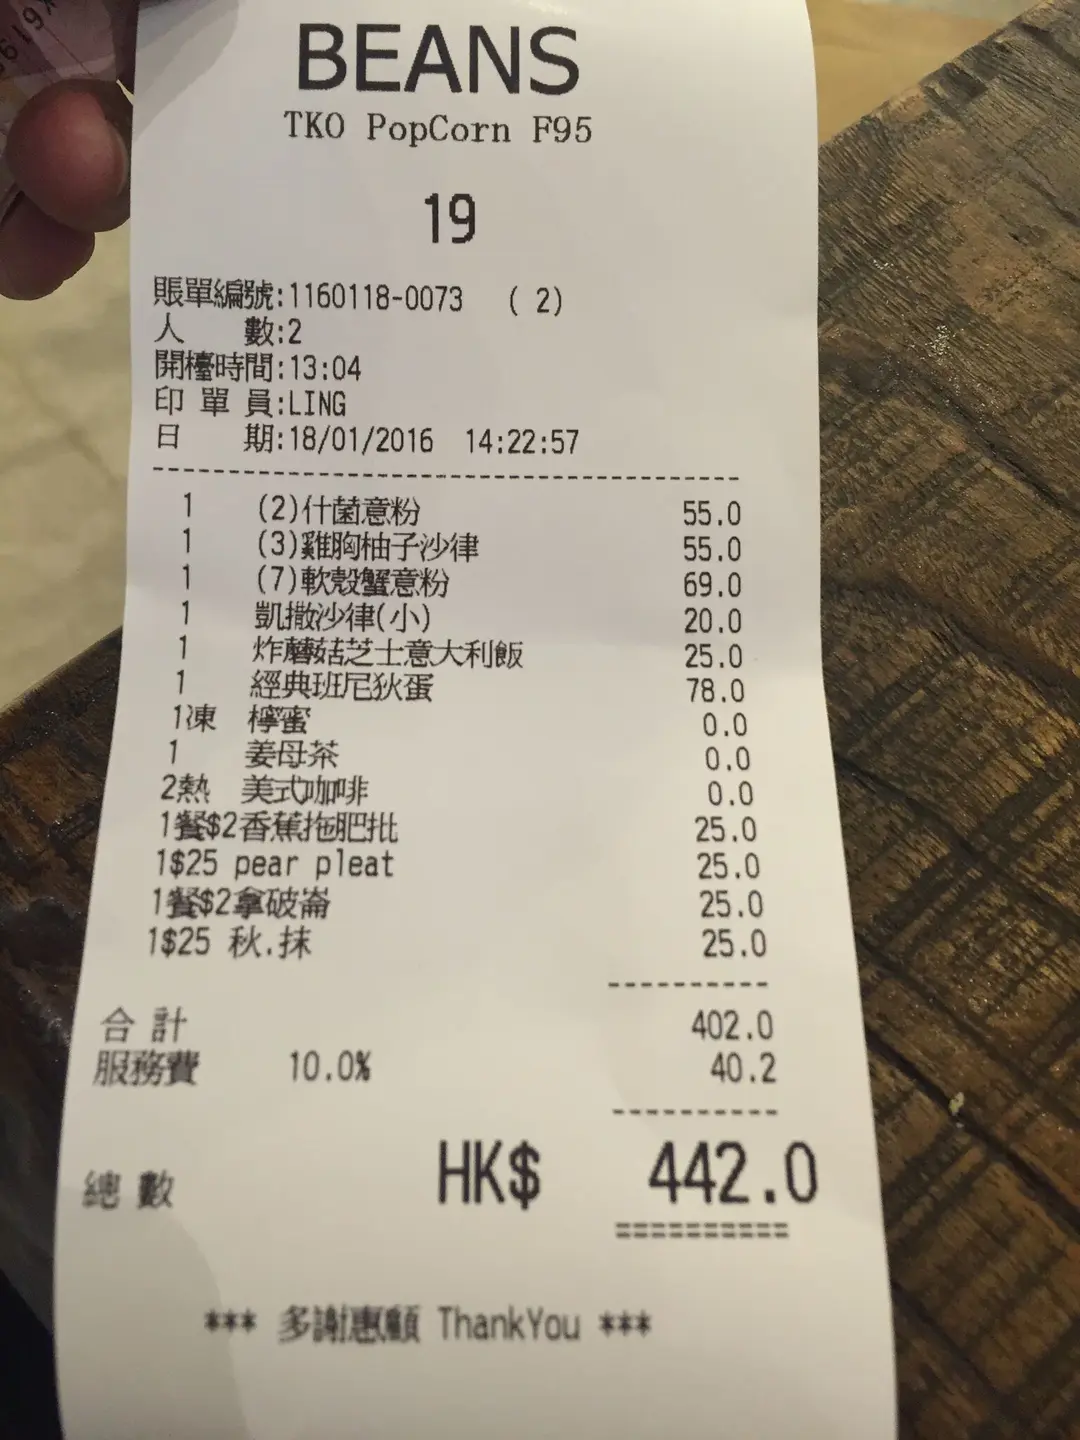 BEANS
TKO PopCorn F95
19
賬單編號:1160118-0073 ( 2)
人 數:2
開檯時間:13:04
印 單 員:LING
日 期:18/01/2016 14:22:57
1 (2)什菌意粉 55.0
1 (3)雞胸柚子沙律 55.0
1 (7)軟殼蟹意粉 69.0
1 凱撒沙律(小) 20.0
1 炸蘑菇芝士意大利飯 25.0
1 經典班尼狄蛋 78.0
1凍 檸蜜 0.0
1 姜母茶 0.0
2熱 美式咖啡 0.0
1餐$2香蕉拖肥批 25.0
1$25 pear pleat 25.0
1餐$2拿破崙 25.0
1$25 秋.抹 25.0
合 計 402.0
服務費 10.0% 40.2
總 數 HK$ 442.0
*** 多謝惠顧 ThankYou ***